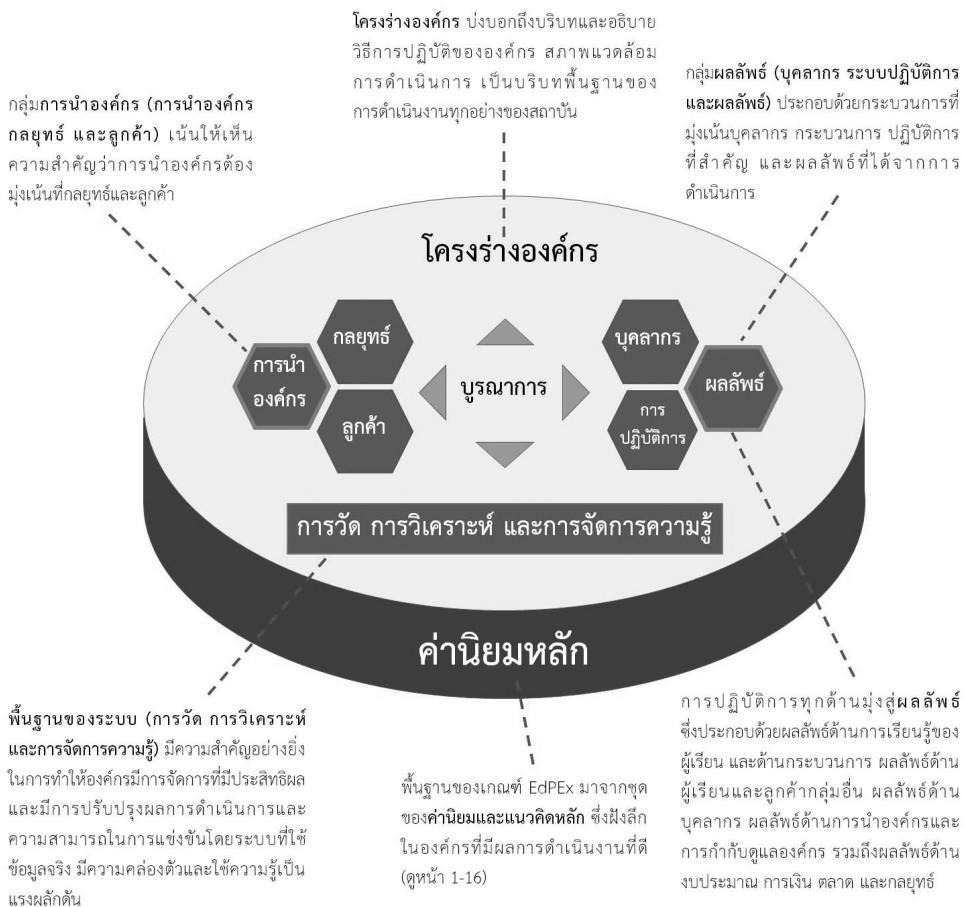 โครงร่างองค์กร บ่งบอกถึงบริบทและอธิบาย
วิธีการปฏิบัติขององค์กร สภาพแวดล้อม
การดำเนินการ เป็นบริบทพื้นฐานของ
การดำเนินงานทุกอย่างของสถาบัน
กลุ่มการนำองค์กร (การนำองค์กร
กลยุทธ์ และลูกค้า) เน้นให้เห็น
ความสำคัญว่าการนำองค์กรต้อง
มุ่งเน้นที่กลยุทธ์และลูกค้า
กลุ่มผลลัพธ์ (บุคลากร ระบบปฏิบัติการ
และผลลัพธ์) ประกอบด้วยกระบวนการที่
มุ่งเน้นบุคลากร กระบวนการ ปฏิบัติการ
ที่สำคัญ และผลลัพธ์ที่ได้จากการ
ดำเนินการ
โครงร่างองค์กร
การนำ
องค์กร
กลยุทธ์
ลูกค้า
บูรณาการ
บุคลากร
การ
ปฏิบัติการ
ผลลัพธ์
การวัด การวิเคราะห์ และการจัดการความรู้
ค่านิยมหลัก
พื้นฐานของระบบ (การวัด การวิเคราะห์
และการจัดการความรู้) มีความสำคัญอย่างยิ่ง
ในการทำให้องค์กรมีการจัดการที่มีประสิทธิผล
และมีการปรับปรุงผลการดำเนินการและ
ความสามารถในการแข่งขันโดยระบบที่ใช้
ข้อมูลจริง มีความคล่องตัวและใช้ความรู้เป็น
แรงผลักดัน
พื้นฐานของเกณฑ์ EdPEx มาจากชุด
ของค่านิยมและแนวคิดหลัก ซึ่งฝังลึก
ในองค์กรที่มีผลการดำเนินงานที่ดี
(ดูหน้า 1-16)
การปฏิบัติการทุกด้านมุ่งสู่ผลลัพธ์
ซึ่งประกอบด้วยผลลัพธ์ด้านการเรียนรู้ของ
ผู้เรียน และด้านกระบวนการ ผลลัพธ์ด้าน
ผู้เรียนและลูกค้ากลุ่มอื่น ผลลัพธ์ด้าน
บุคลากร ผลลัพธ์ด้านการนำองค์กรและ
การกำกับดูแลองค์กร รวมถึงผลลัพธ์ด้าน
งบประมาณ การเงิน ตลาด และกลยุทธ์